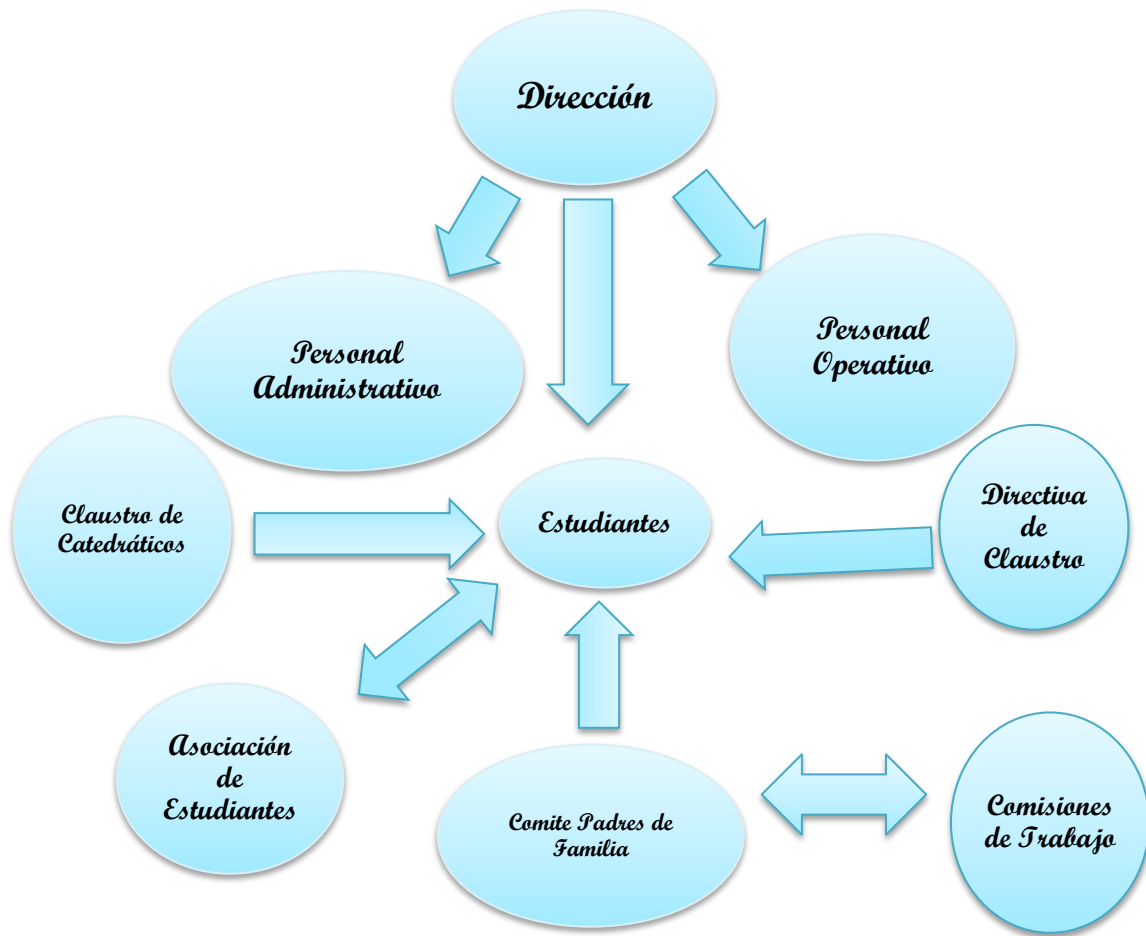 Dirección
Personal
Administrativo
Personal
Operativo
Claustro de
Catedráticos
Estudiantes
Directiva
de
Claustro
Asociación
de
Estudiantes
Comite Padres de
Familia
Comisiones
de Trabajo